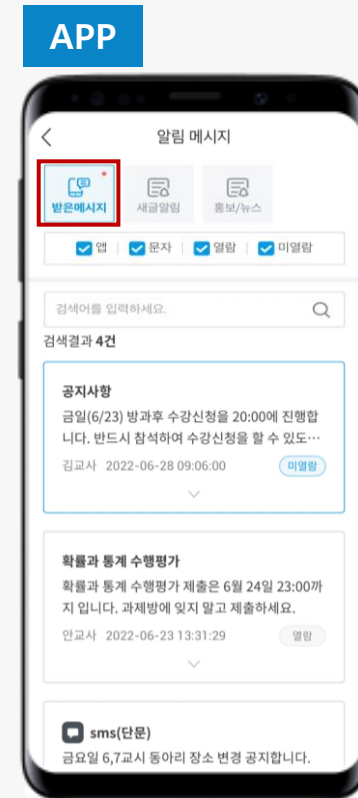 APP
알림 메시지
받은메시지 새글알림 홍보/뉴스
앱 문자 열람 미열람
검색어를 입력하세요.
검색결과 4건
공지사항
금일(6/23) 방과후 수강신청을 20:00에 진행합
니다. 반드시 참석하여 수강신청을 할 수 있도…
김교사 2022-06-28 09:06:00 미열람
확률과 통계 수행평가
확률과 통계 수행평가 제출은 6월 24일 23:00까
지 입니다. 과제방에 잊지 말고 제출하세요.
안교사 2022-06-23 13:31:29 열람
sms(단문)
금요일 6,7교시 동아리 장소 변경 공지합니다.